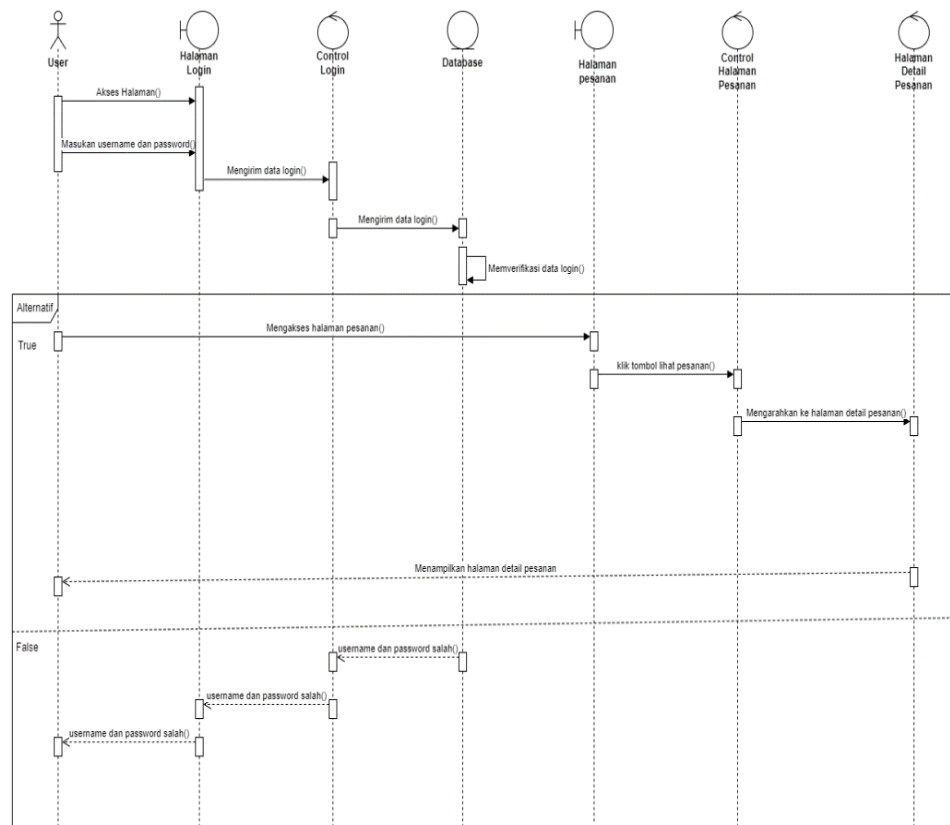 User
Halaman
Login
Control
Login
Database
Halaman
pesanan
Control
Halaman
Pesanan
Halaman
Detail
Pesanan
Akses Halaman()
Masukan username dan password()
Mengirim data login()
Mengirim data login()
Memverifikasi data login()
Alternatif
True
Mengakses halaman pesanan()
klik tombol lihat pesanan()
Mengarahkan ke halaman detail pesanan()
Menampilkan halaman detail pesanan
False
username dan password salah()
username dan password salah()
username dan password salah()